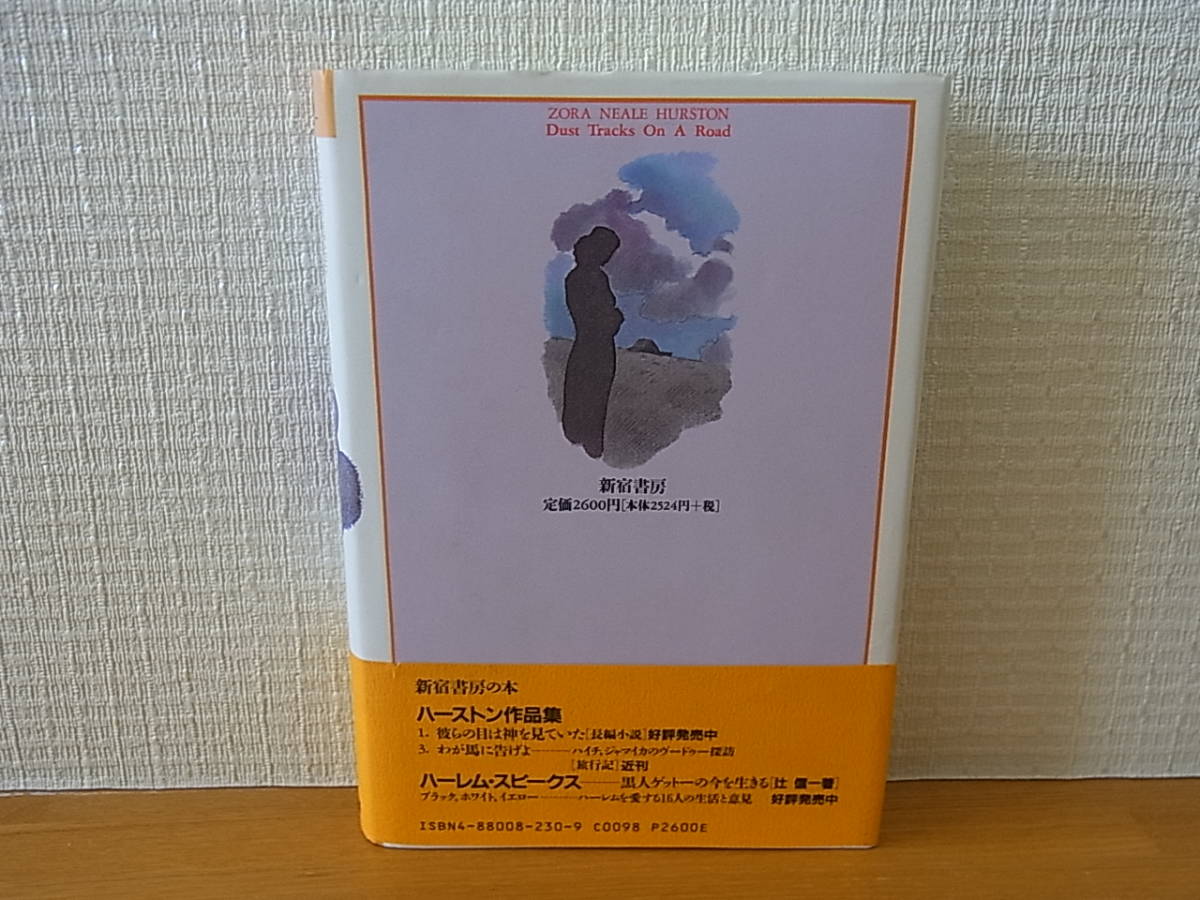 ZORA NEALE HURSTON
Dust Tracks On A Road
新宿書房
定価2600円[本体2524円+税]
新宿書房の本
ハーストン作品集
1. 彼らの目は神を見ていた[長編小説]好評発売中
3. わが馬に告げよ———ハイチ,ジャマイカのヴードゥー探訪
[旅行記]近刊
ハーレム・スピークス———黒人ゲットーの今を生きる[辻 信一著]
ブラック,ホワイト,イエロー———ハーレムを愛する16人の生活と意見 好評発売中
ISBN4-88008-230-9 C0098 P2600E